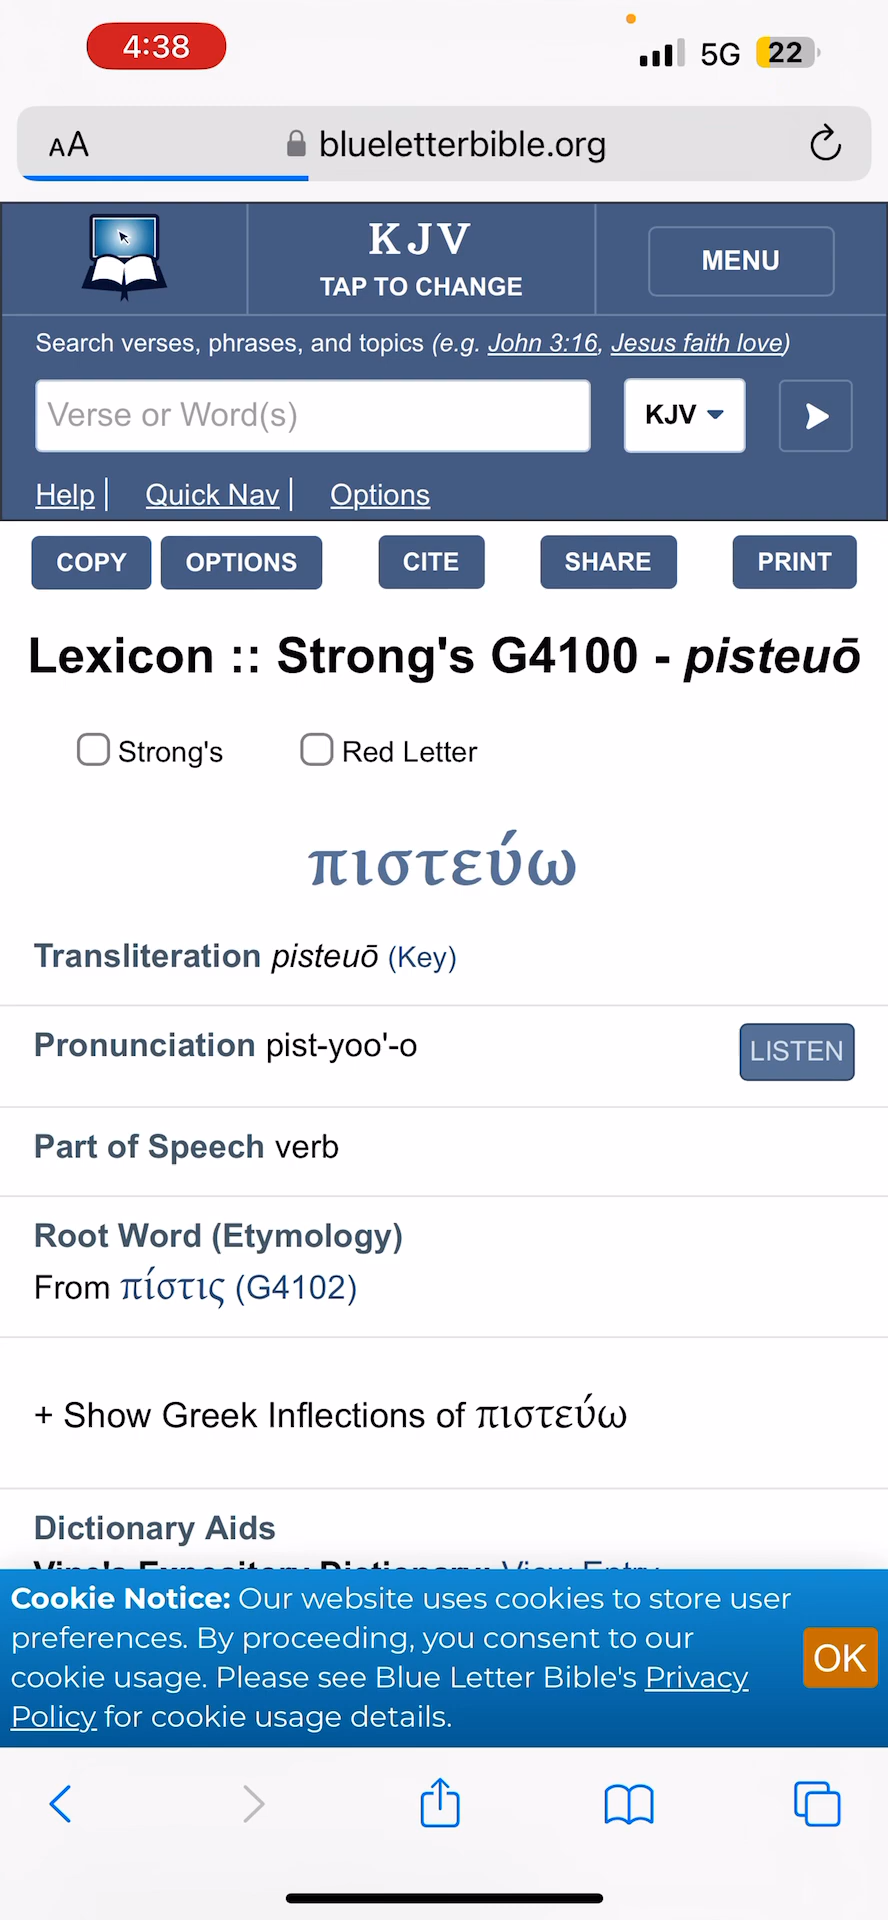 4:38
5G 22
AA blueletterbible.org
KJV
TAP TO CHANGE
MENU
Search verses, phrases, and topics (e.g. John 3:16, Jesus faith love)
Verse or Word(s)
KJV
Help | Quick Nav | Options
COPY OPTIONS CITE SHARE PRINT
Lexicon :: Strong's G4100 - pisteuō
Strong's Red Letter
πιστεύω
Transliteration pisteuō (Key)
Pronunciation pist-yoo'-o
LISTEN
Part of Speech verb
Root Word (Etymology)
From πίστις (G4102)
+ Show Greek Inflections of πιστεύω
Dictionary Aids
Vine's Expository Dictionary: View Entry
Cookie Notice: Our website uses cookies to store user
preferences. By proceeding, you consent to our
cookie usage. Please see Blue Letter Bible's Privacy
Policy for cookie usage details.
OK